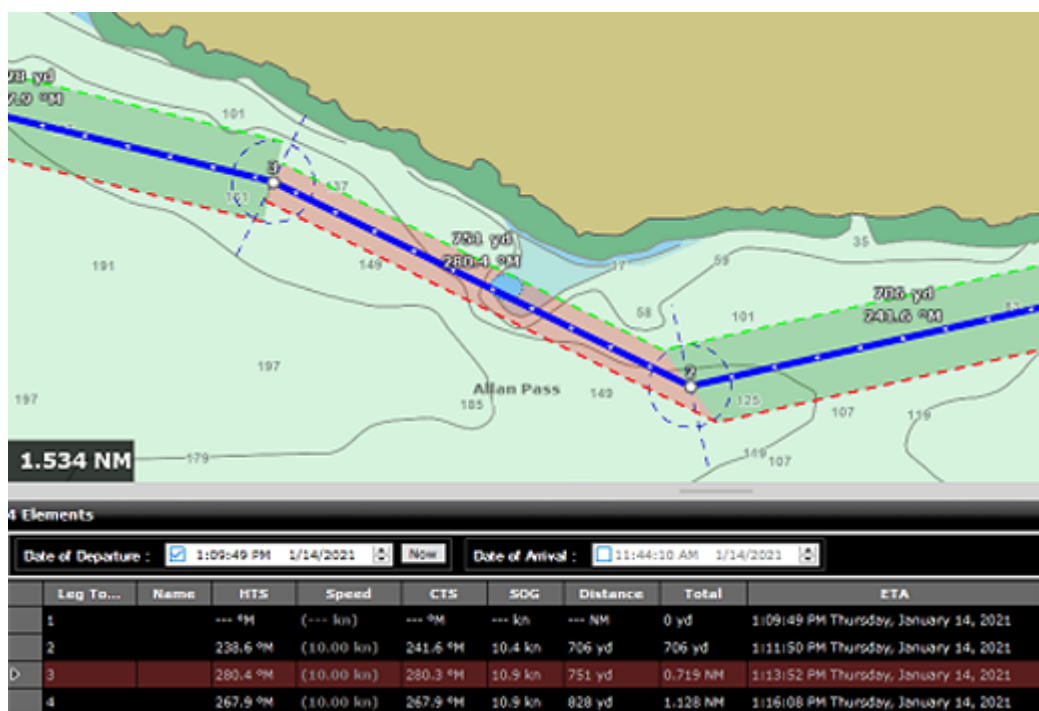 101
3
137
151
191
149
751 yd
280.4 °M
17
59
35
58
706 yd
241.6 °M
101
197
197
Allan Pass
185
149
125
107
119
1.534 NM
179
149
107
4 Elements
Date of Departure : 1:09:49 PM 1/14/2021 Now Date of Arrival : 11:44:10 AM 1/14/2021
Leg To... Name HTS Speed CTS SOG Distance Total ETA
1 --- °M (--- kn) --- °M --- kn --- NM 0 yd 1:09:49 PM Thursday, January 14, 2021
2 238.6 °M (10.00 kn) 241.6 °M 10.4 kn 706 yd 706 yd 1:11:50 PM Thursday, January 14, 2021
3 280.4 °M (10.00 kn) 280.3 °M 10.9 kn 751 yd 0.719 NM 1:13:52 PM Thursday, January 14, 2021
4 267.9 °M (10.00 kn) 267.9 °M 10.9 kn 828 yd 1.128 NM 1:16:08 PM Thursday, January 14, 2021